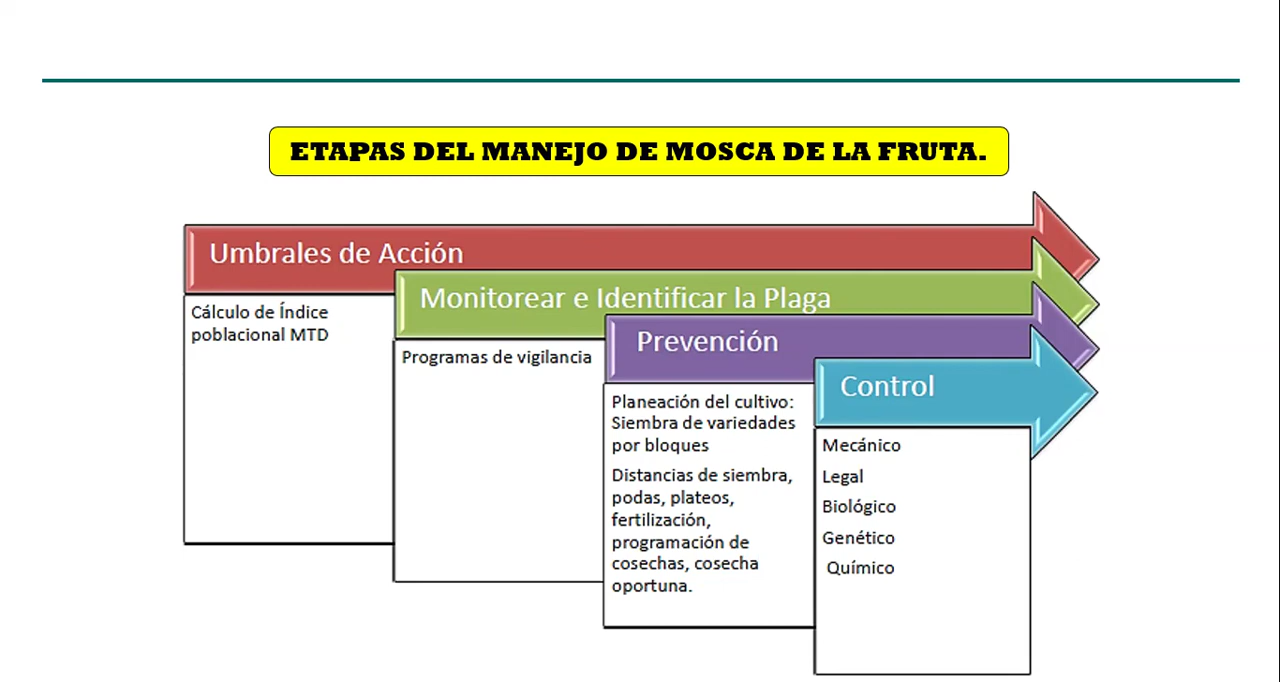 ETAPAS DEL MANEJO DE MOSCA DE LA FRUTA.
Umbrales de Acción
Cálculo de Índice
poblacional MTD
Monitorear e Identificar la Plaga
Programas de vigilancia
Prevención
Planeación del cultivo:
Siembra de variedades
por bloques
Distancias de siembra,
podas, plateos,
fertilización,
programación de
cosechas, cosecha
oportuna.
Control
Mecánico
Legal
Biológico
Genético
Químico